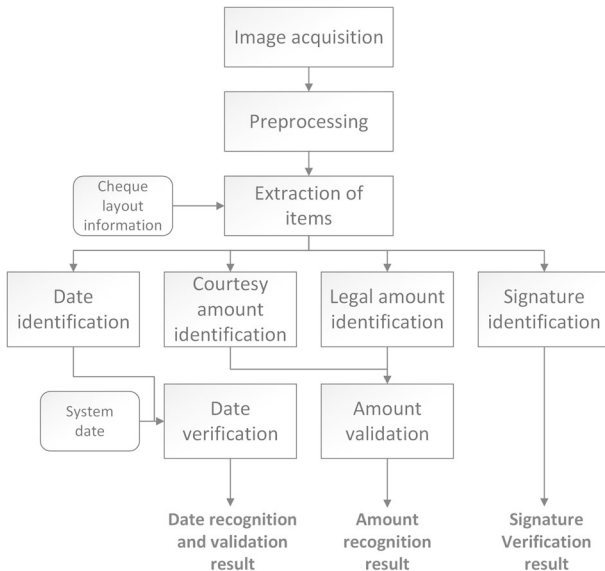 Image acquisition
Preprocessing
Cheque
layout
information
Extraction of
items
Date
identification
Courtesy
amount
identification
Legal amount
identification
Signature
identification
System
date
Date
verification
Amount
validation
Date recognition
and validation
result
Amount
recognition
result
Signature
Verification
result